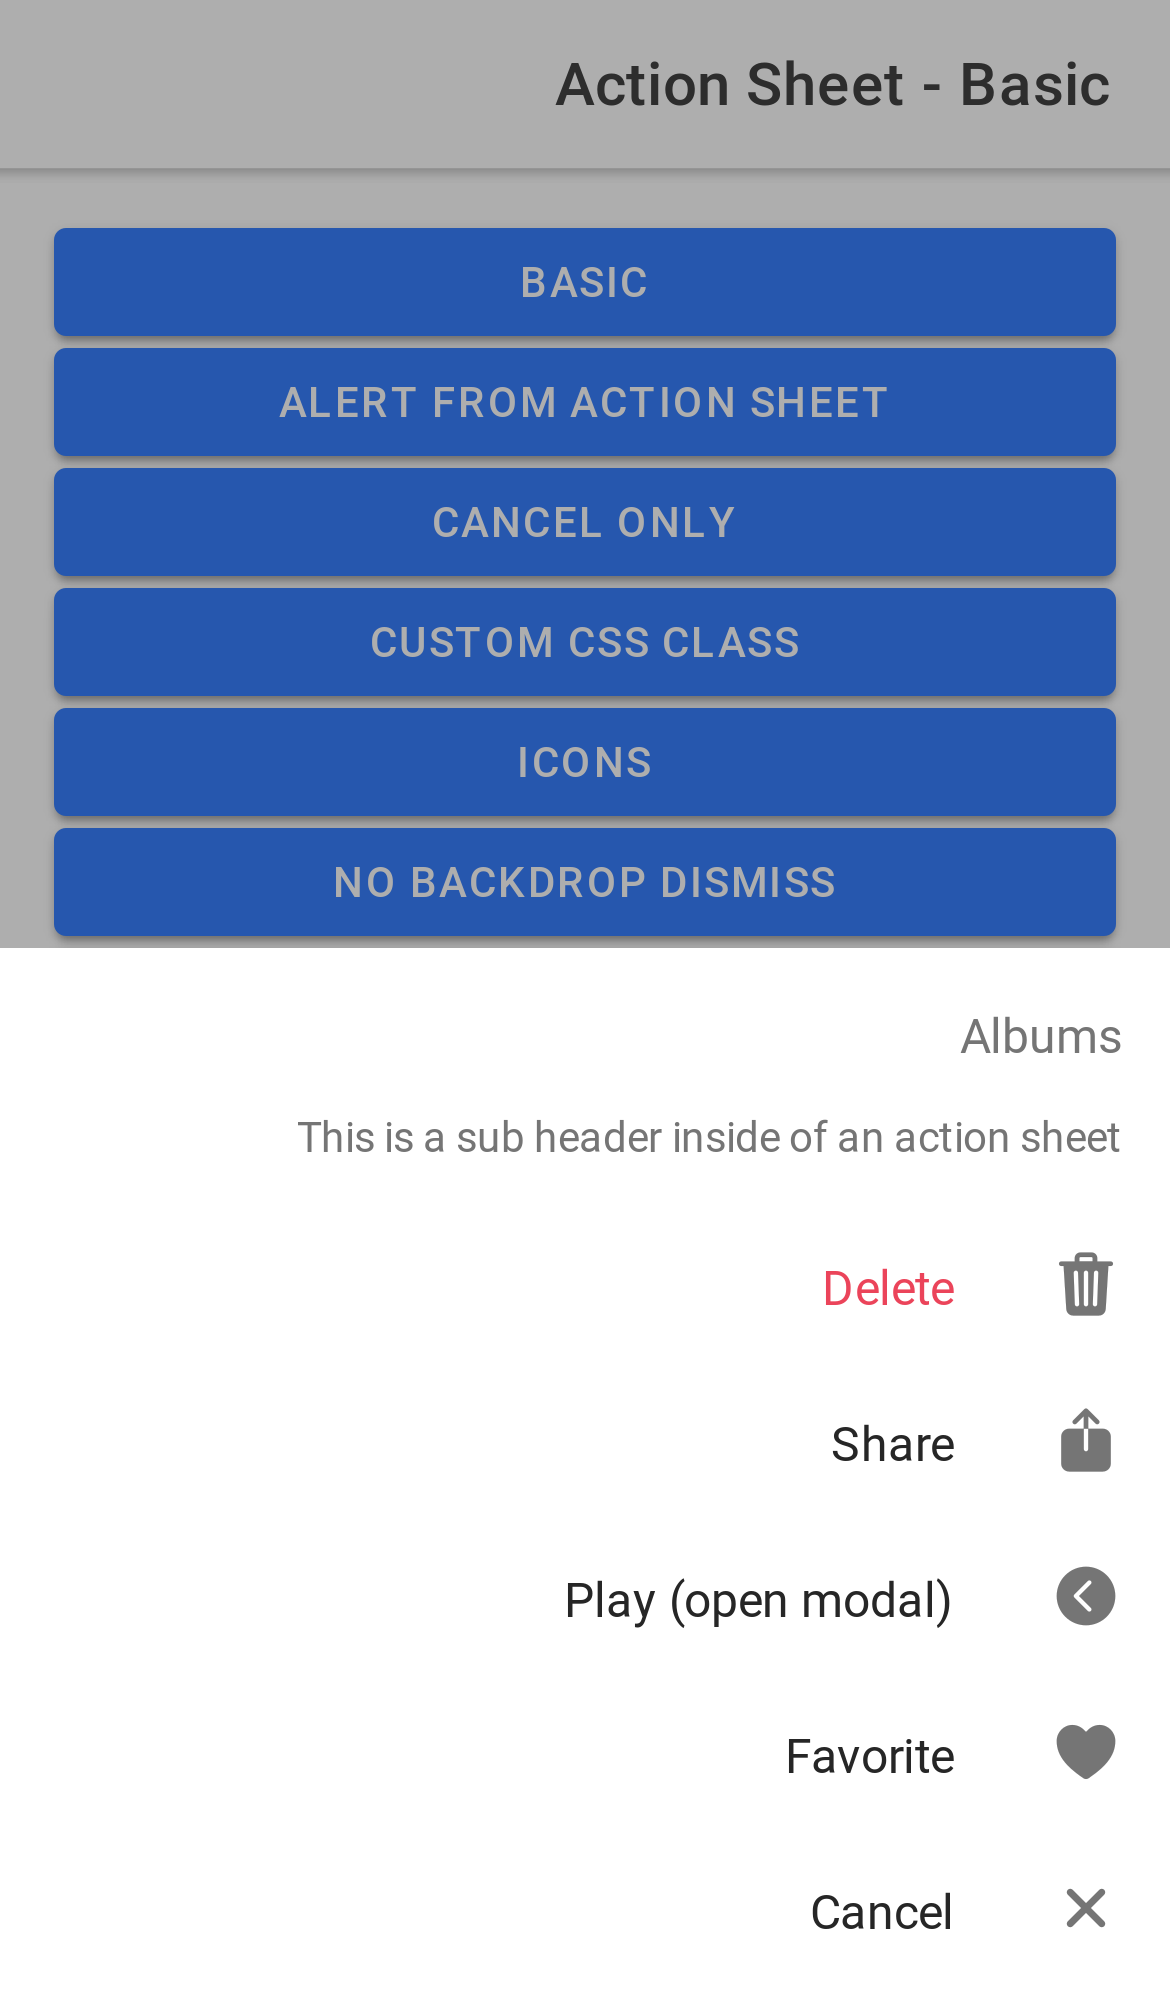 Action Sheet - Basic
BASIC
ALERT FROM ACTION SHEET
CANCEL ONLY
CUSTOM CSS CLASS
ICONS
NO BACKDROP DISMISS
Albums
This is a sub header inside of an action sheet
Delete
Share
Play (open modal)
Favorite
Cancel